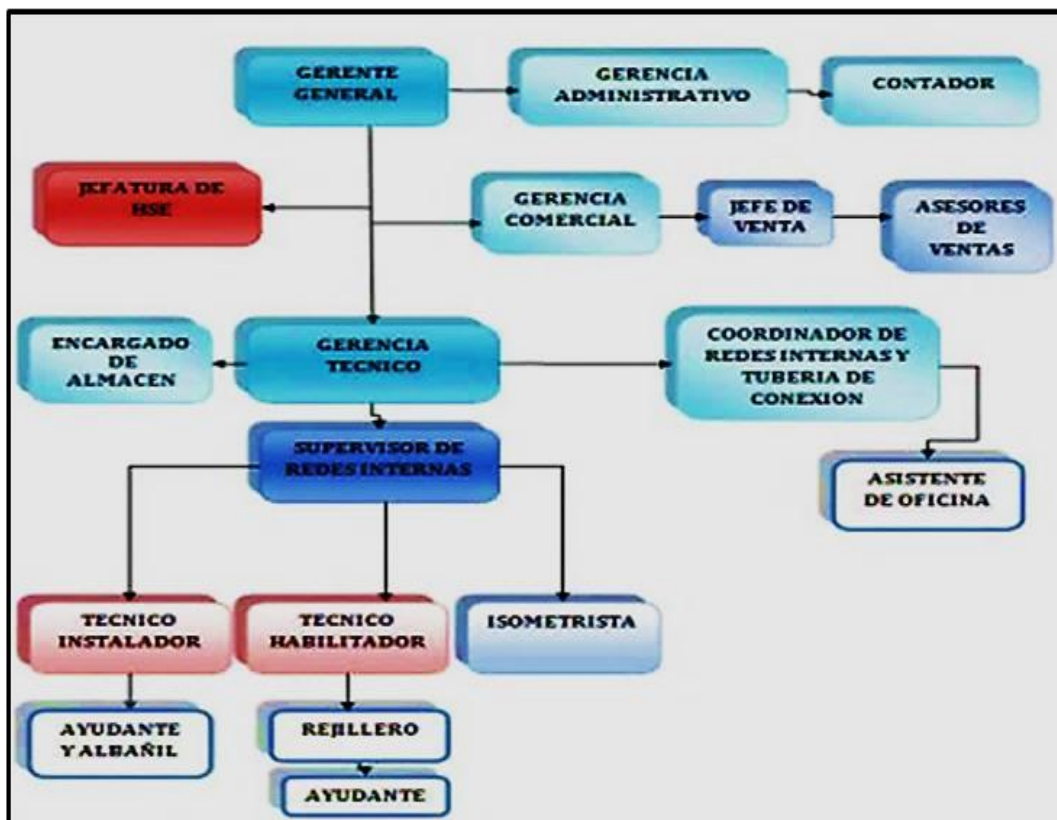 GERENTE
GENERAL
GERENCIA
ADMINISTRATIVO
CONTADOR
JEFATURA DE
HSE
GERENCIA
COMERCIAL
JEFE DE
VENTA
ASESORES
DE
VENTAS
ENCARGADO
DE
ALMACEN
GERENCIA
TECNICO
COORDINADOR DE
REDES INTERNAS Y
TUBERIA DE
CONEXION
SUPERVISOR DE
REDES INTERNAS
ASISTENTE
DE OFICINA
TECNICO
INSTALADOR
TECNICO
HABILITADOR
ISOMETRISTA
AYUDANTE
Y ALBAÑIL
REJILLERO
AYUDANTE